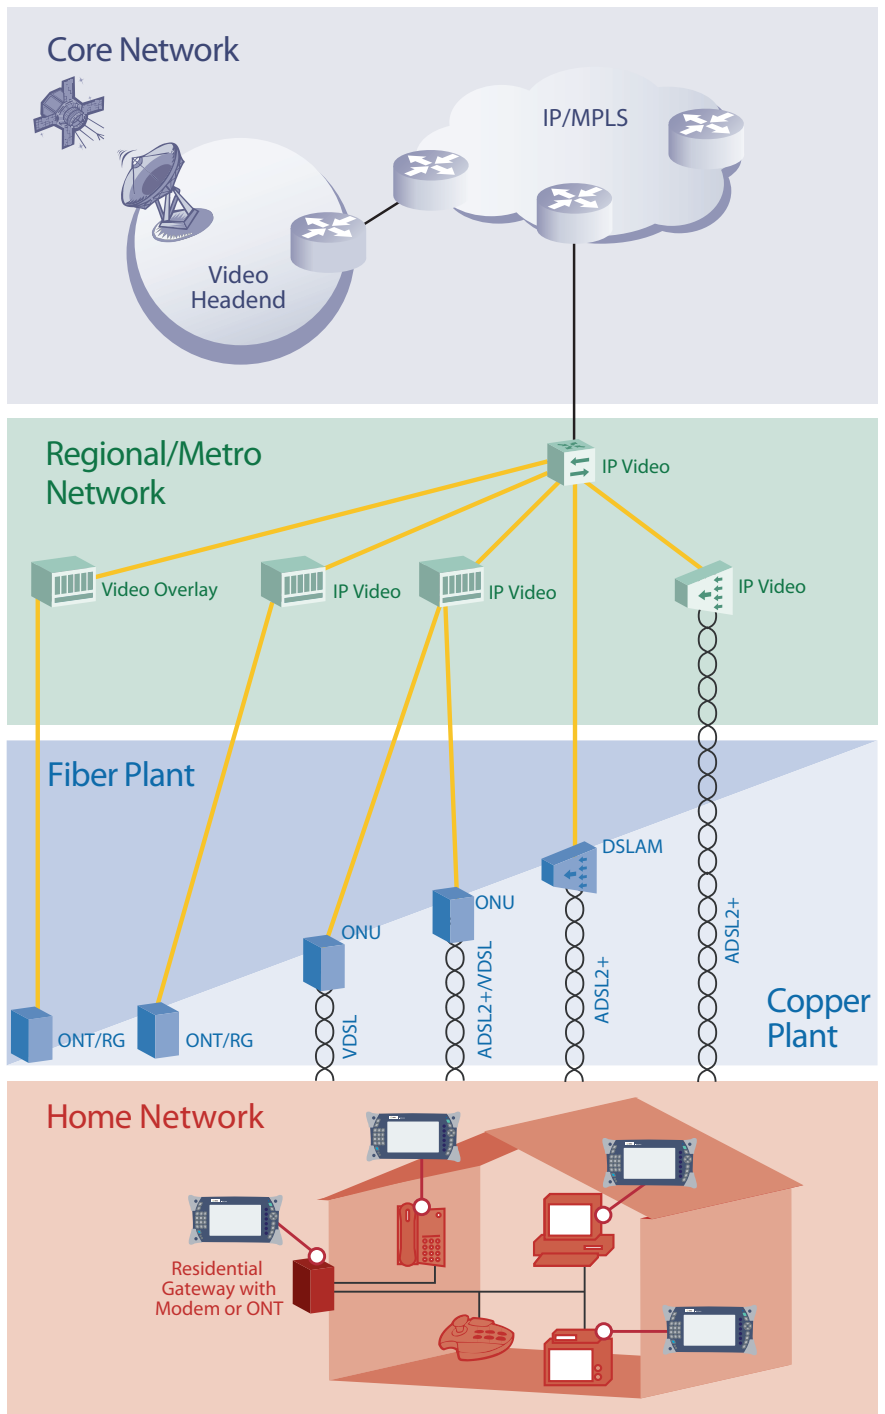 Core Network
IP/MPLS
Video
Headend
Regional/Metro
Network
IP Video
Video Overlay
IP Video
IP Video
IP Video
Fiber Plant
DSLAM
ONU
ONU
ADSL2+
ADSL2+
ADSL2+/VDSL
VDSL
ONT/RG
ONT/RG
Copper
Plant
Home Network
Residential
Gateway with
Modem or ONT